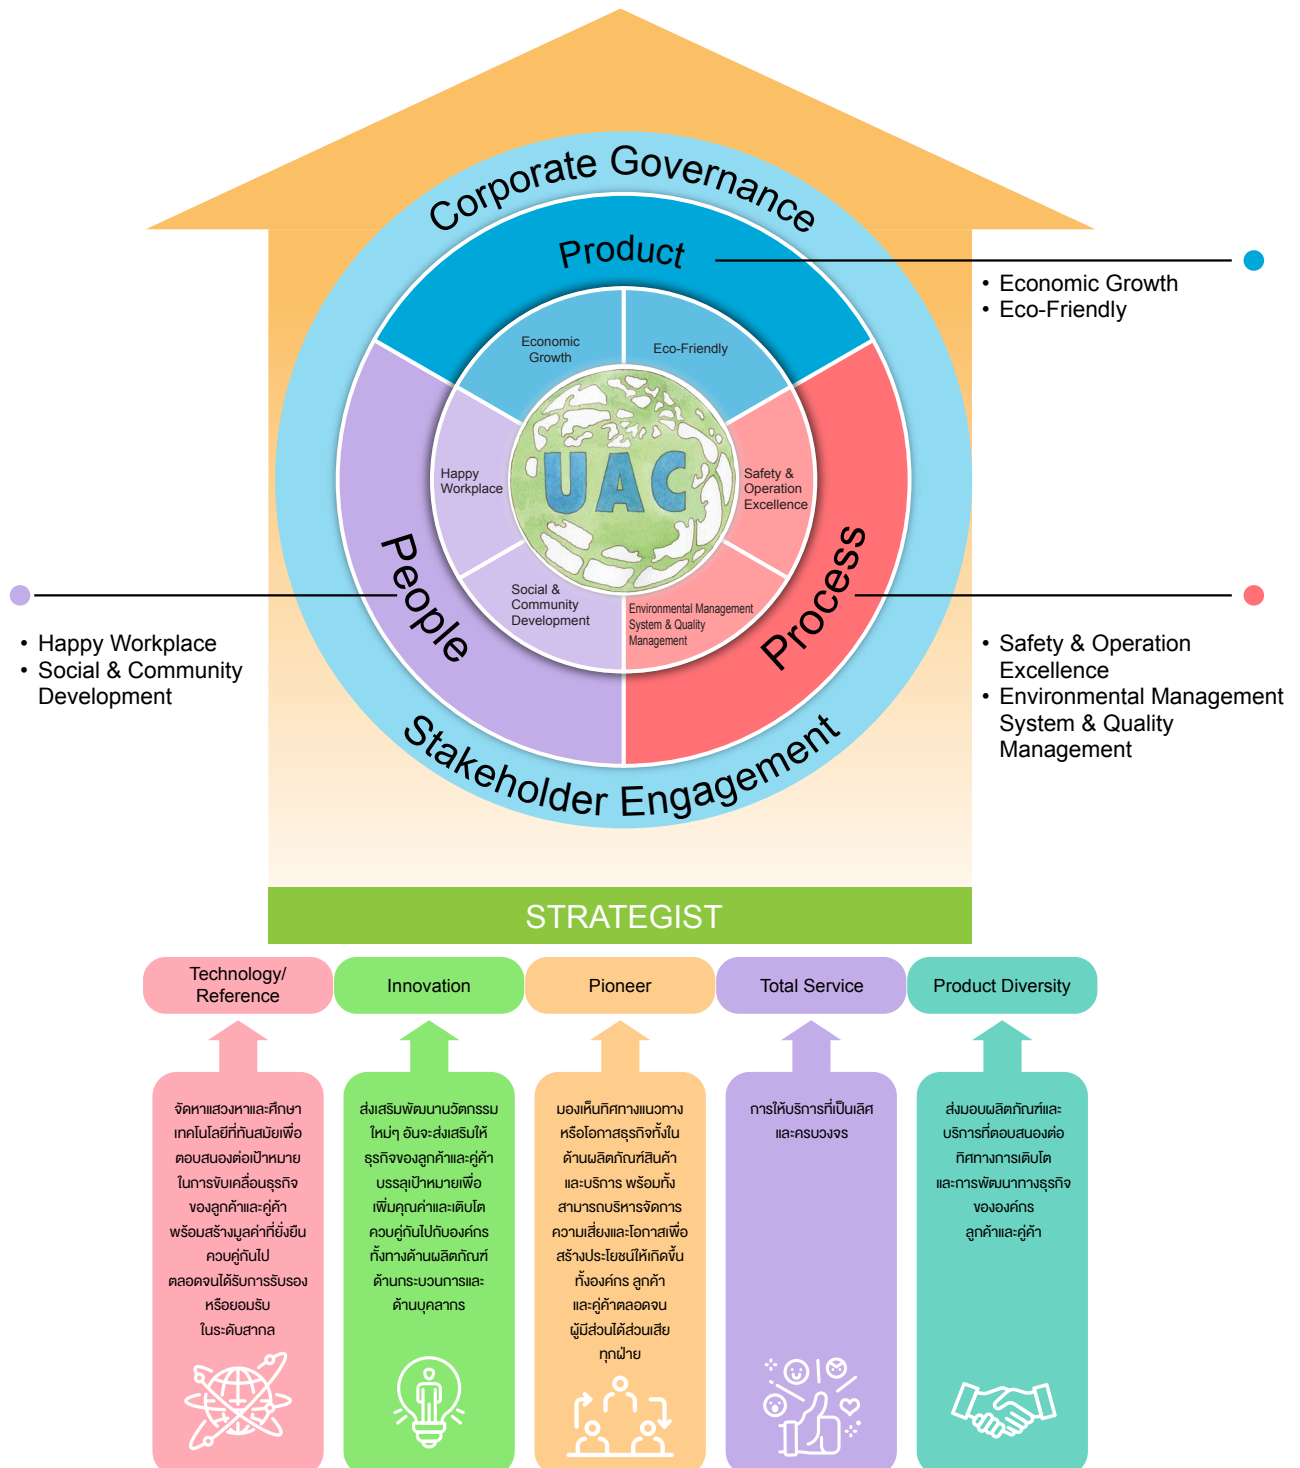 Corporate Governance
Product
• Economic Growth
• Eco-Friendly
Economic
Growth
Eco-Friendly
UAC
Happy
Workplace
Safety &
Operation
Excellence
People
Process
Social &
Community
Development
Environmental Management
System & Quality
Management
• Happy Workplace
• Social & Community
Development
• Safety & Operation
Excellence
• Environmental Management
System & Quality
Management
Stakeholder Engagement
STRATEGIST
Technology/
Reference
Innovation
Pioneer
Total Service
Product Diversity
จัดหาแสวงหาและศึกษา
เทคโนโลยีที่ทันสมัยเพื่อ
ตอบสนองต่อเป้าหมาย
ในการขับเคลื่อนธุรกิจ
ของลูกค้าและคู่ค้า
พร้อมสร้างมูลค่าที่ยั่งยืน
ควบคู่กันไป
ตลอดจนได้รับการรับรอง
หรือยอมรับ
ในระดับสากล
ส่งเสริมพัฒนานวัตกรรม
ใหม่ๆ อันจะส่งเสริมให้
ธุรกิจของลูกค้าและคู่ค้า
บรรลุเป้าหมายเพื่อ
เพิ่มคุณค่าและเติบโต
ควบคู่กันไปกับองค์กร
ทั้งทางด้านผลิตภัณฑ์
ด้านกระบวนการและ
ด้านบุคลากร
มองเห็นทิศทางแนวทาง
หรือโอกาสธุรกิจทั้งใน
ด้านผลิตภัณฑ์สินค้า
และบริการ พร้อมทั้ง
สามารถบริหารจัดการ
ความเสี่ยงและโอกาสเพื่อ
สร้างประโยชน์ให้เกิดขึ้น
ทั้งองค์กร ลูกค้า
และคู่ค้าตลอดจน
ผู้มีส่วนได้ส่วนเสีย
ทุกฝ่าย
การให้บริการที่เป็นเลิศ
และครบวงจร
ส่งมอบผลิตภัณฑ์และ
บริการที่ตอบสนองต่อ
ทิศทางการเติบโต
และการพัฒนาทางธุรกิจ
ขององค์กร
ลูกค้าและคู่ค้า